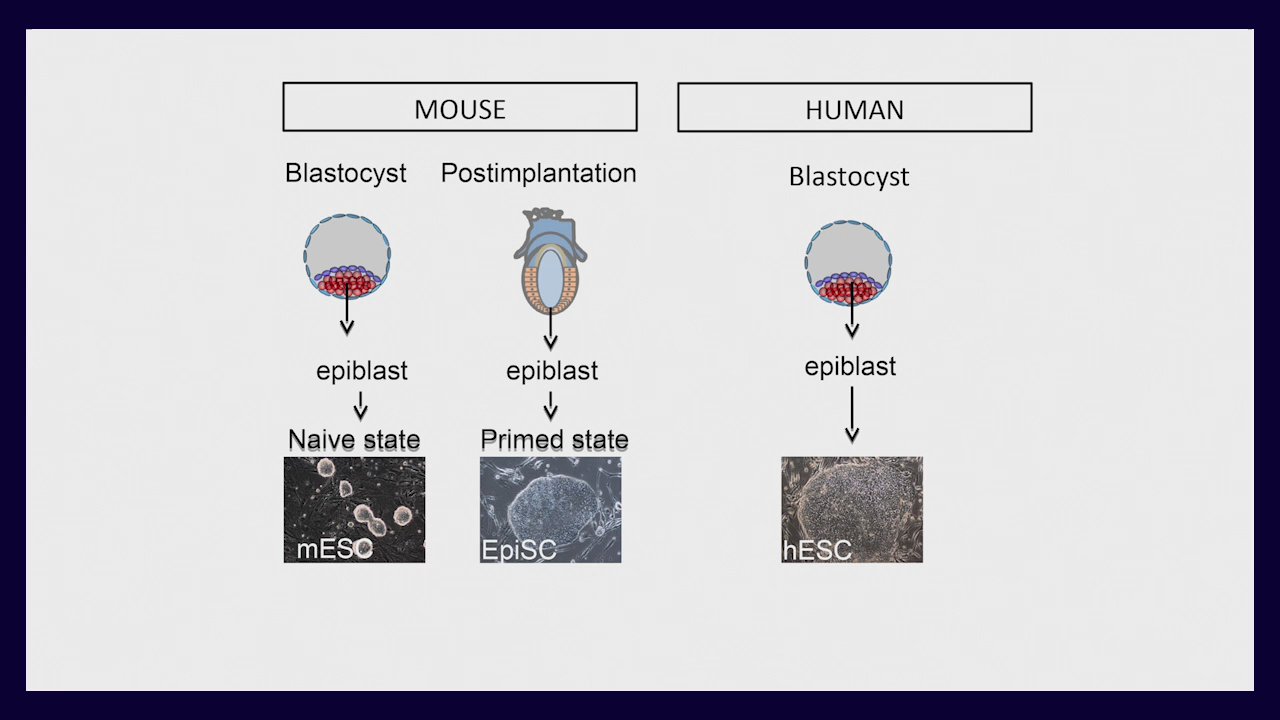 MOUSE
HUMAN
Blastocyst
Postimplantation
Blastocyst
epiblast
epiblast
epiblast
Naive state
Primed state
mESC
EpiSC
hESC